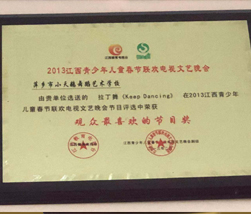 2013江西青少年儿童春节联欢电视文艺晚会
萍乡市小天鹅舞蹈艺术学校
由贵单位选送的 拉丁舞《Keep Dancing》 在2013江西青少
年儿童春节联欢电视文艺晚会节目评选中荣获
观众最喜欢的节目奖